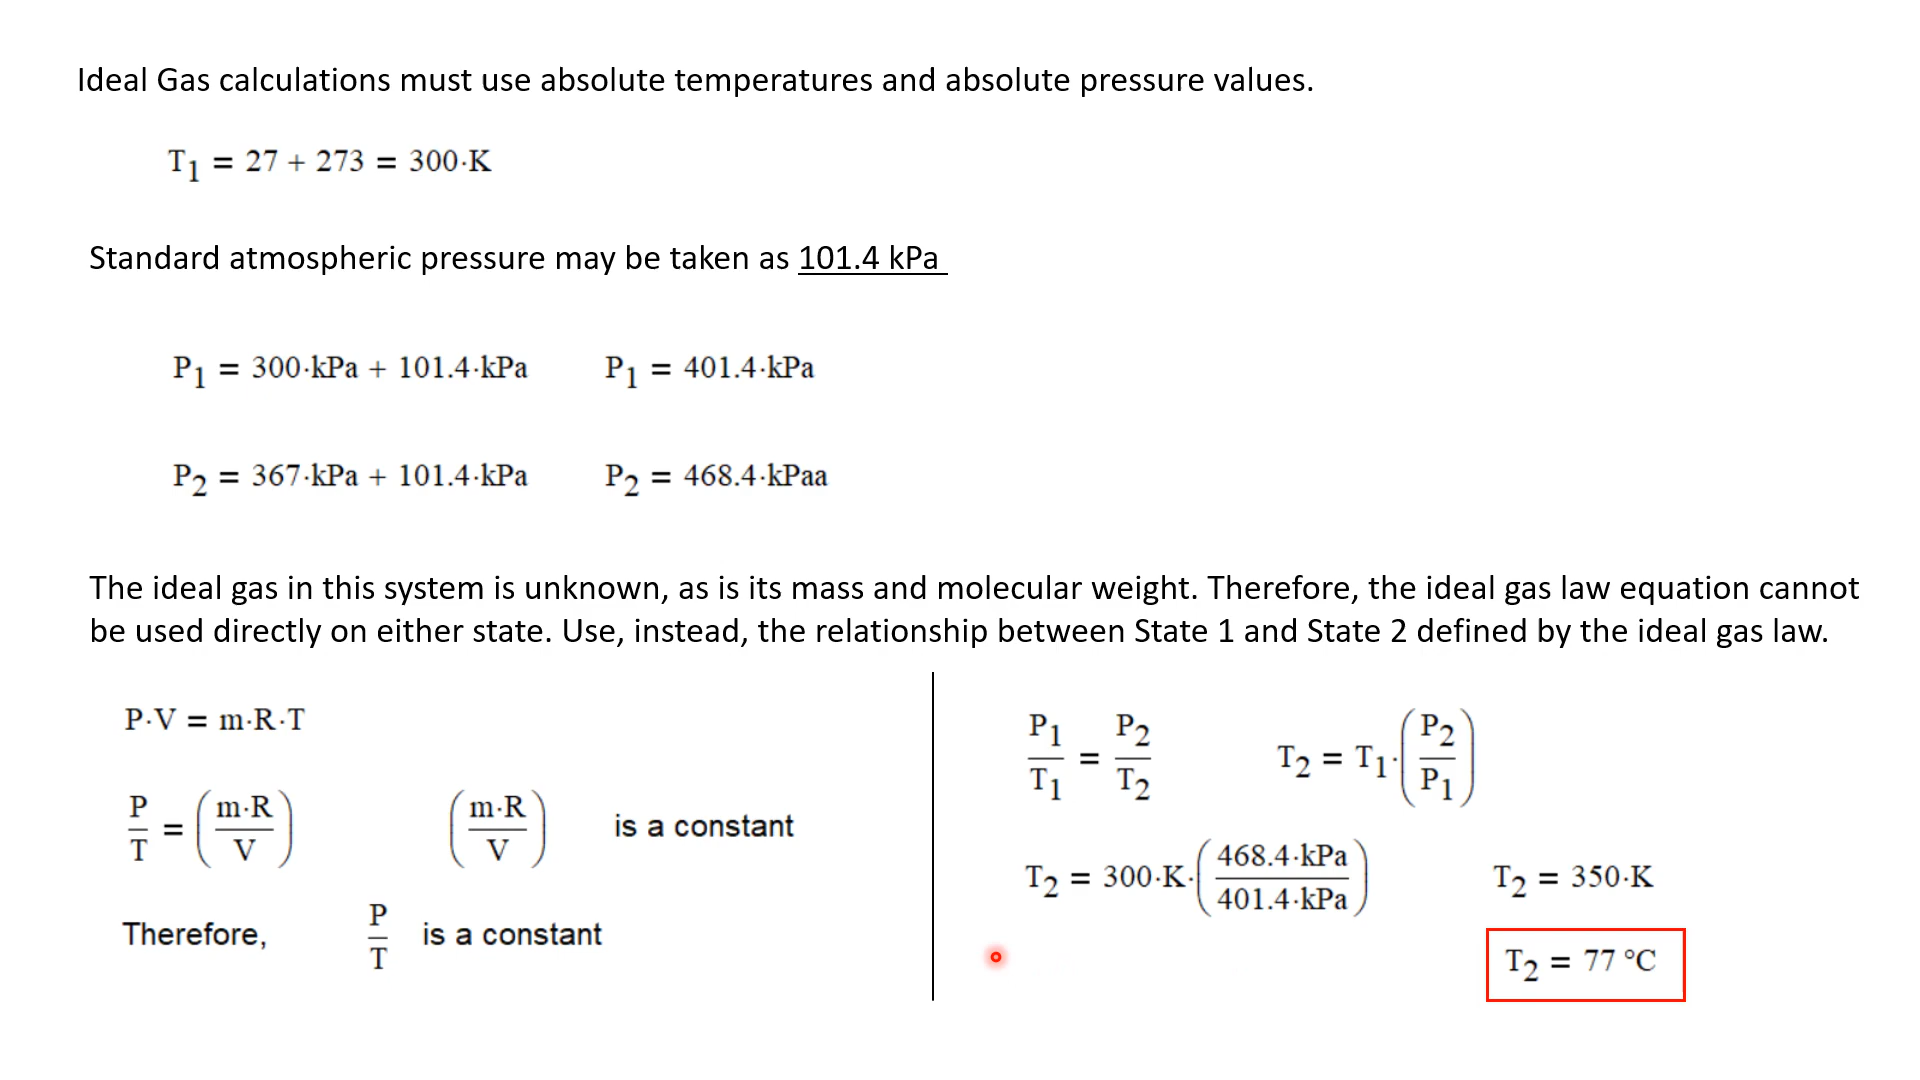 Ideal Gas calculations must use absolute temperatures and absolute pressure values.
T₁ = 27 + 273 = 300·K
Standard atmospheric pressure may be taken as 101.4 kPa
P₁ = 300·kPa + 101.4·kPa P₁ = 401.4·kPa
P₂ = 367·kPa + 101.4·kPa P₂ = 468.4·kPaa
The ideal gas in this system is unknown, as is its mass and molecular weight. Therefore, the ideal gas law equation cannot
be used directly on either state. Use, instead, the relationship between State 1 and State 2 defined by the ideal gas law.
P·V = m·R·T
P/T = (m·R/V) (m·R/V) is a constant
Therefore, P/T is a constant
P₁/T₁ = P₂/T₂ T₂ = T₁·(P₂/P₁)
T₂ = 300·K·(468.4·kPa/401.4·kPa) T₂ = 350·K
T₂ = 77 °C